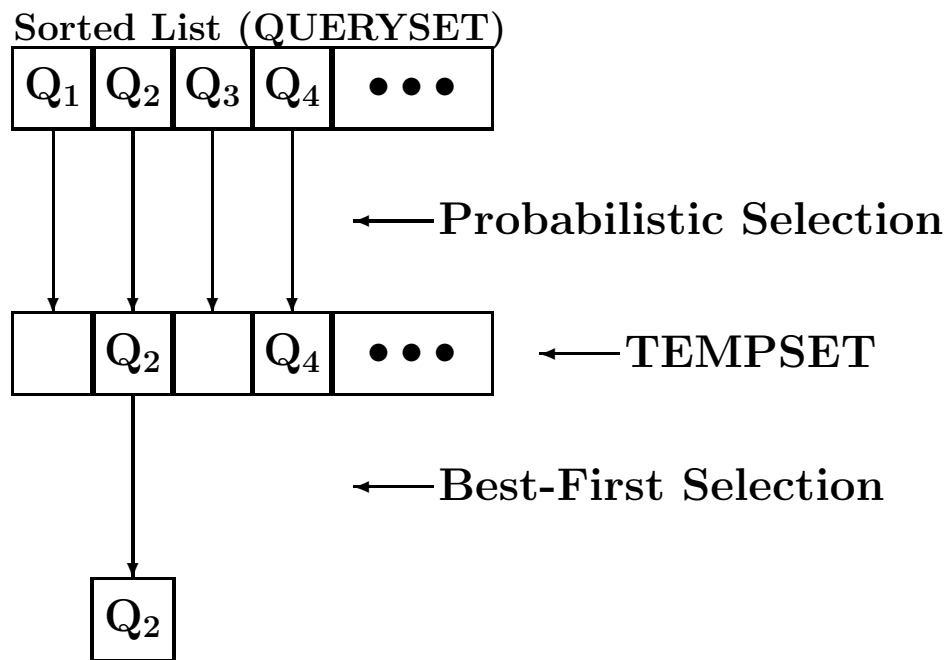 Sorted List (QUERYSET)
Q₁ Q₂ Q₃ Q₄ •••
Probabilistic Selection
Q₂ Q₄ •••
TEMPSET
Best-First Selection
Q₂